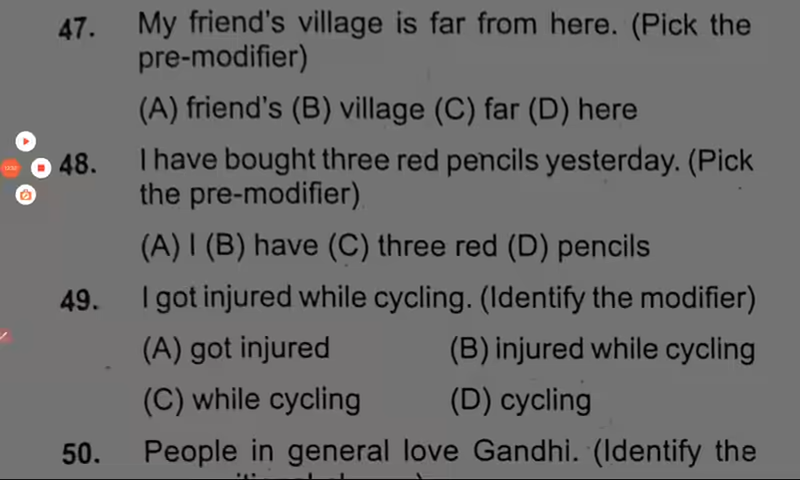 47. My friend's village is far from here. (Pick the
pre-modifier)
(A) friend's (B) village (C) far (D) here
48. I have bought three red pencils yesterday. (Pick
the pre-modifier)
(A) I (B) have (C) three red (D) pencils
49. I got injured while cycling. (Identify the modifier)
(A) got injured (B) injured while cycling
(C) while cycling (D) cycling
50. People in general love Gandhi. (Identify the